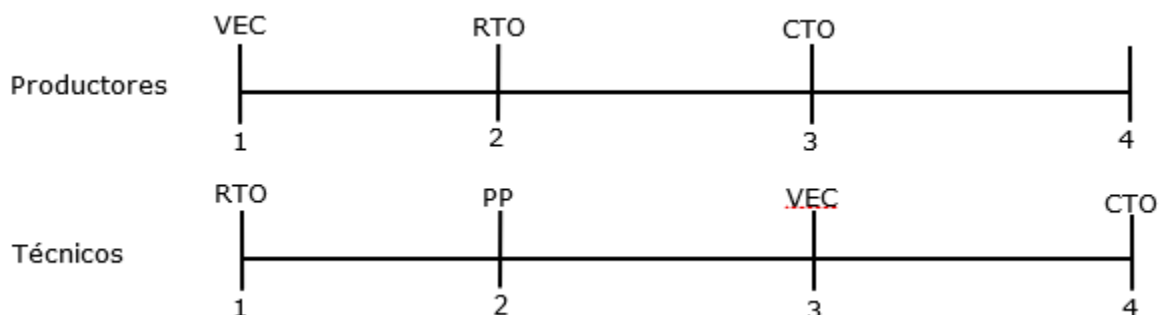 VEC RTO CTO
Productores
1 2 3 4
RTO PP VEC CTO
Técnicos
1 2 3 4